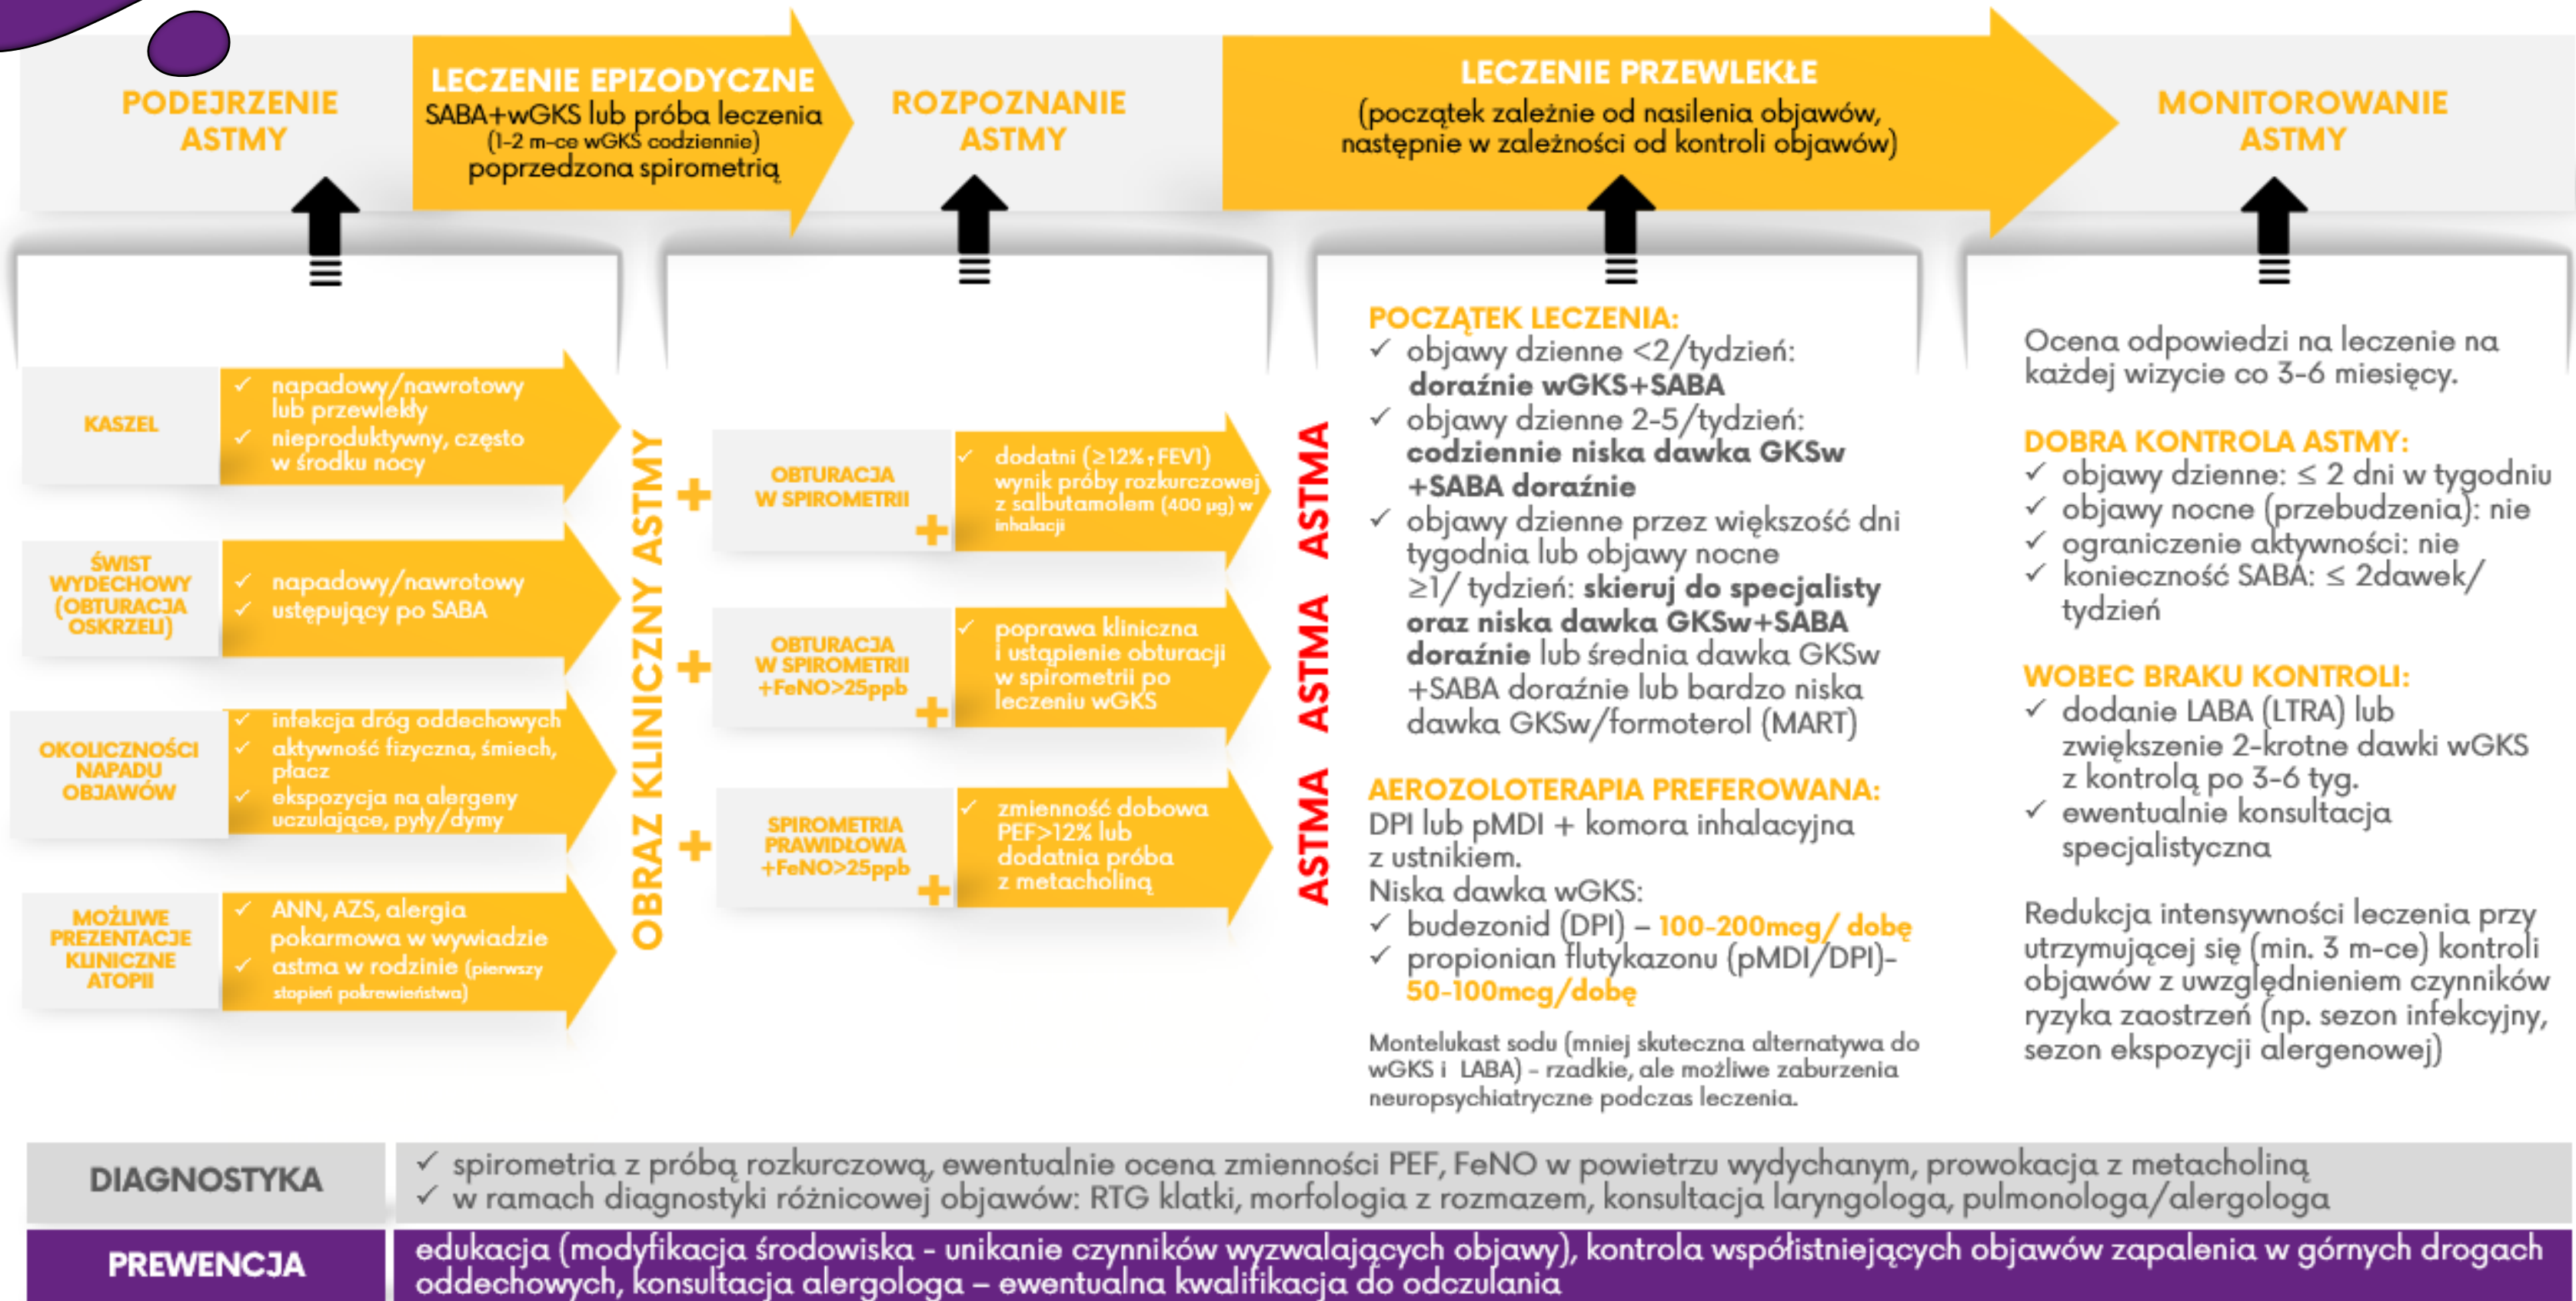 PODEJRZENIE
ASTMY
LECZENIE EPIZODYCZNE
SABA+wGKS lub próba leczenia
(1-2 m-ce wGKS codziennie)
poprzedzona spirometrią
ROZPOZNANIE
ASTMY
LECZENIE PRZEWLEKŁE
(początek zależnie od nasilenia objawów,
następnie w zależności od kontroli objawów)
MONITOROWANIE
ASTMY
KASZEL
✓ napadowy/nawrotowy
lub przewlekły
✓ nieproduktywny, często
w środku nocy
ŚWIST
WYDECHOWY
(OBTURACJA
OSKRZELI)
✓ napadowy/nawrotowy
✓ ustępujący po SABA
OKOLICZNOŚCI
NAPADU
OBJAWÓW
✓ infekcja dróg oddechowych
✓ aktywność fizyczna, śmiech,
płacz
✓ ekspozycja na alergeny
uczulające, pyły/dymy
MOŻLIWE
PREZENTACJE
KLINICZNE
ATOPII
✓ ANN, AZS, alergia
pokarmowa w wywiadzie
✓ astma w rodzinie (pierwszy
stopień pokrewieństwa)
OBRAZ KLINICZNY ASTMY
+
OBTURACJA
W SPIROMETRII
+
✓ dodatni (≥12%↑FEV1)
wynik próby rozkurczowej
z salbutamolem (400 µg) w
inhalacji
+
OBTURACJA
W SPIROMETRII
+FeNO>25ppb
+
✓ poprawa kliniczna
i ustąpienie obturacji
w spirometrii po
leczeniu wGKS
+
SPIROMETRIA
PRAWIDŁOWA
+FeNO>25ppb
+
✓ zmienność dobowa
PEF>12% lub
dodatnia próba
z metacholiną
ASTMA ASTMA ASTMA
POCZĄTEK LECZENIA:
✓ objawy dzienne <2/tydzień:
doraźnie wGKS+SABA
✓ objawy dzienne 2-5/tydzień:
codziennie niska dawka GKSw
+SABA doraźnie
✓ objawy dzienne przez większość dni
tygodnia lub objawy nocne
≥1/ tydzień: skieruj do specjalisty
oraz niska dawka GKSw+SABA
doraźnie lub średnia dawka GKSw
+SABA doraźnie lub bardzo niska
dawka GKSw/formoterol (MART)
AEROZOLOTERAPIA PREFEROWANA:
DPI lub pMDI + komora inhalacyjna
z ustnikiem.
Niska dawka wGKS:
✓ budezonid (DPI) – 100-200mcg/ dobę
✓ propionian flutykazonu (pMDI/DPI)-
50-100mcg/dobę
Montelukast sodu (mniej skuteczna alternatywa do
wGKS i LABA) - rzadkie, ale możliwe zaburzenia
neuropsychiatryczne podczas leczenia.
Ocena odpowiedzi na leczenie na
każdej wizycie co 3-6 miesięcy.
DOBRA KONTROLA ASTMY:
✓ objawy dzienne: ≤ 2 dni w tygodniu
✓ objawy nocne (przebudzenia): nie
✓ ograniczenie aktywności: nie
✓ konieczność SABA: ≤ 2dawek/
tydzień
WOBEC BRAKU KONTROLI:
✓ dodanie LABA (LTRA) lub
zwiększenie 2-krotne dawki wGKS
z kontrolą po 3-6 tyg.
✓ ewentualnie konsultacja
specjalistyczna
Redukcja intensywności leczenia przy
utrzymującej się (min. 3 m-ce) kontroli
objawów z uwzględnieniem czynników
ryzyka zaostrzeń (np. sezon infekcyjny,
sezon ekspozycji alergenowej)
DIAGNOSTYKA
✓ spirometria z próbą rozkurczową, ewentualnie ocena zmienności PEF, FeNO w powietrzu wydychanym, prowokacja z metacholiną
✓ w ramach diagnostyki różnicowej objawów: RTG klatki, morfologia z rozmazem, konsultacja laryngologa, pulmonologa/alergologa
PREWENCJA
edukacja (modyfikacja środowiska - unikanie czynników wyzwalających objawy), kontrola współistniejących objawów zapalenia w górnych drogach
oddechowych, konsultacja alergologa – ewentualna kwalifikacja do odczulania